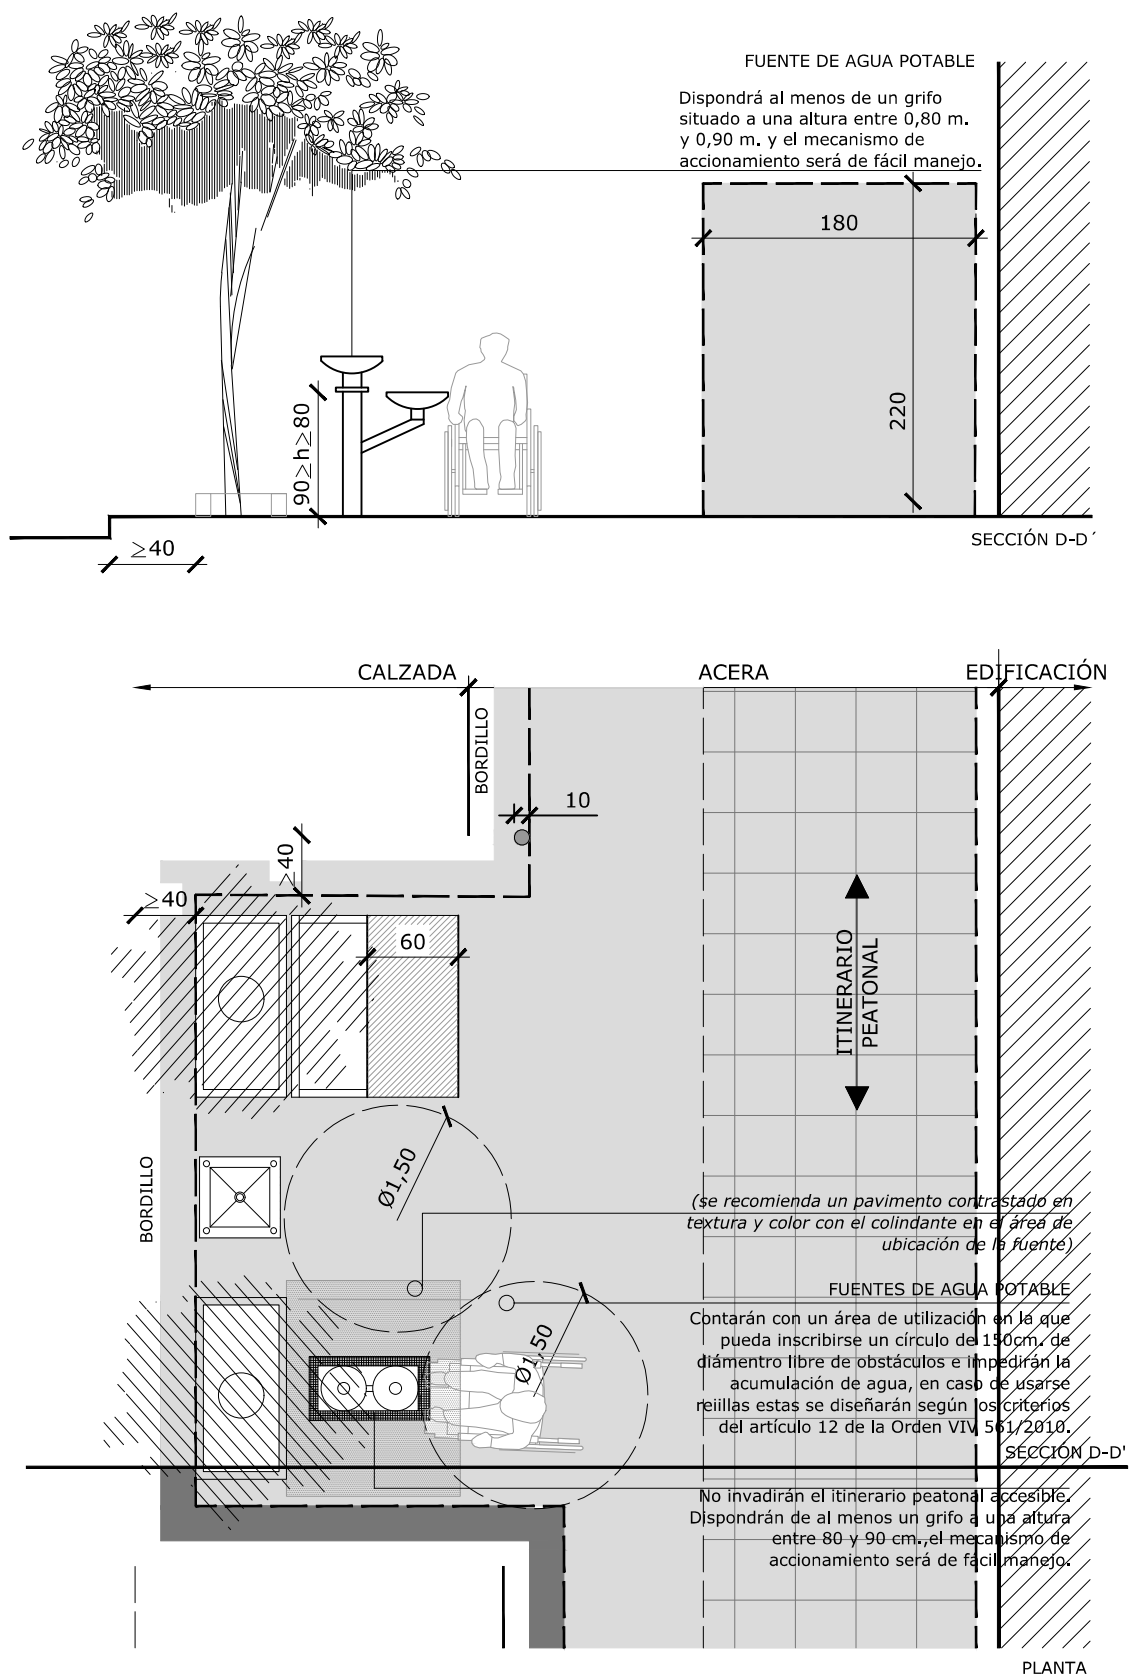 FUENTE DE AGUA POTABLE
Dispondrá al menos de un grifo
situado a una altura entre 0,80 m.
y 0,90 m. y el mecanismo de
accionamiento será de fácil manejo.
180
220
90≥h≥80
SECCIÓN D-D´
≥40
CALZADA
ACERA
EDIFICACIÓN
BORDILLO
10
≥40
≥40
60
ITINERARIO
PEATONAL
Ø1,50
BORDILLO
(se recomienda un pavimento contrastado en
textura y color con el colindante en el área de
ubicación de la fuente)
FUENTES DE AGUA POTABLE
Contarán con un área de utilización en la que
pueda inscribirse un círculo de 150cm. de
diámentro libre de obstáculos e impedirán la
acumulación de agua, en caso de usarse
reiillas estas se diseñarán según los criterios
del artículo 12 de la Orden VIV 561/2010.
Ø1,50
SECCIÓN D-D'
No invadirán el itinerario peatonal accesible.
Dispondrán de al menos un grifo a una altura
entre 80 y 90 cm.,el mecanismo de
accionamiento será de fácil manejo.
PLANTA